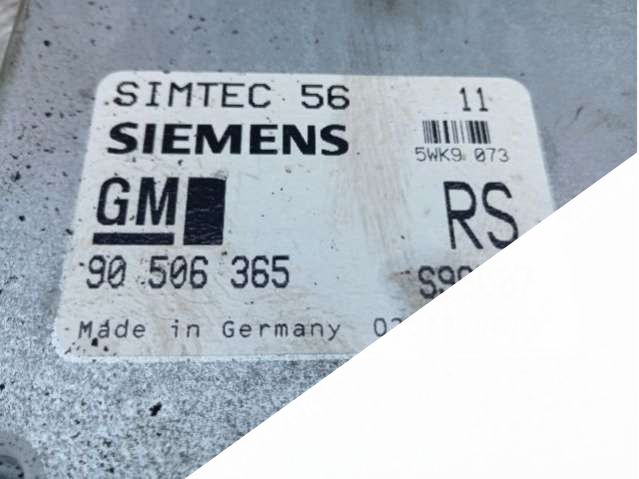 SIMTEC 56 11
SIEMENS
5WK9 073
GM
RS
90 506 365
Made in Germany